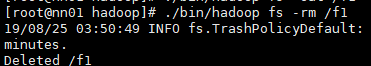 [root@nn01 hadoop]# ./bin/hadoop fs -rm /f1
19/08/25 03:50:49 INFO fs.TrashPolicyDefault:
minutes.
Deleted /f1